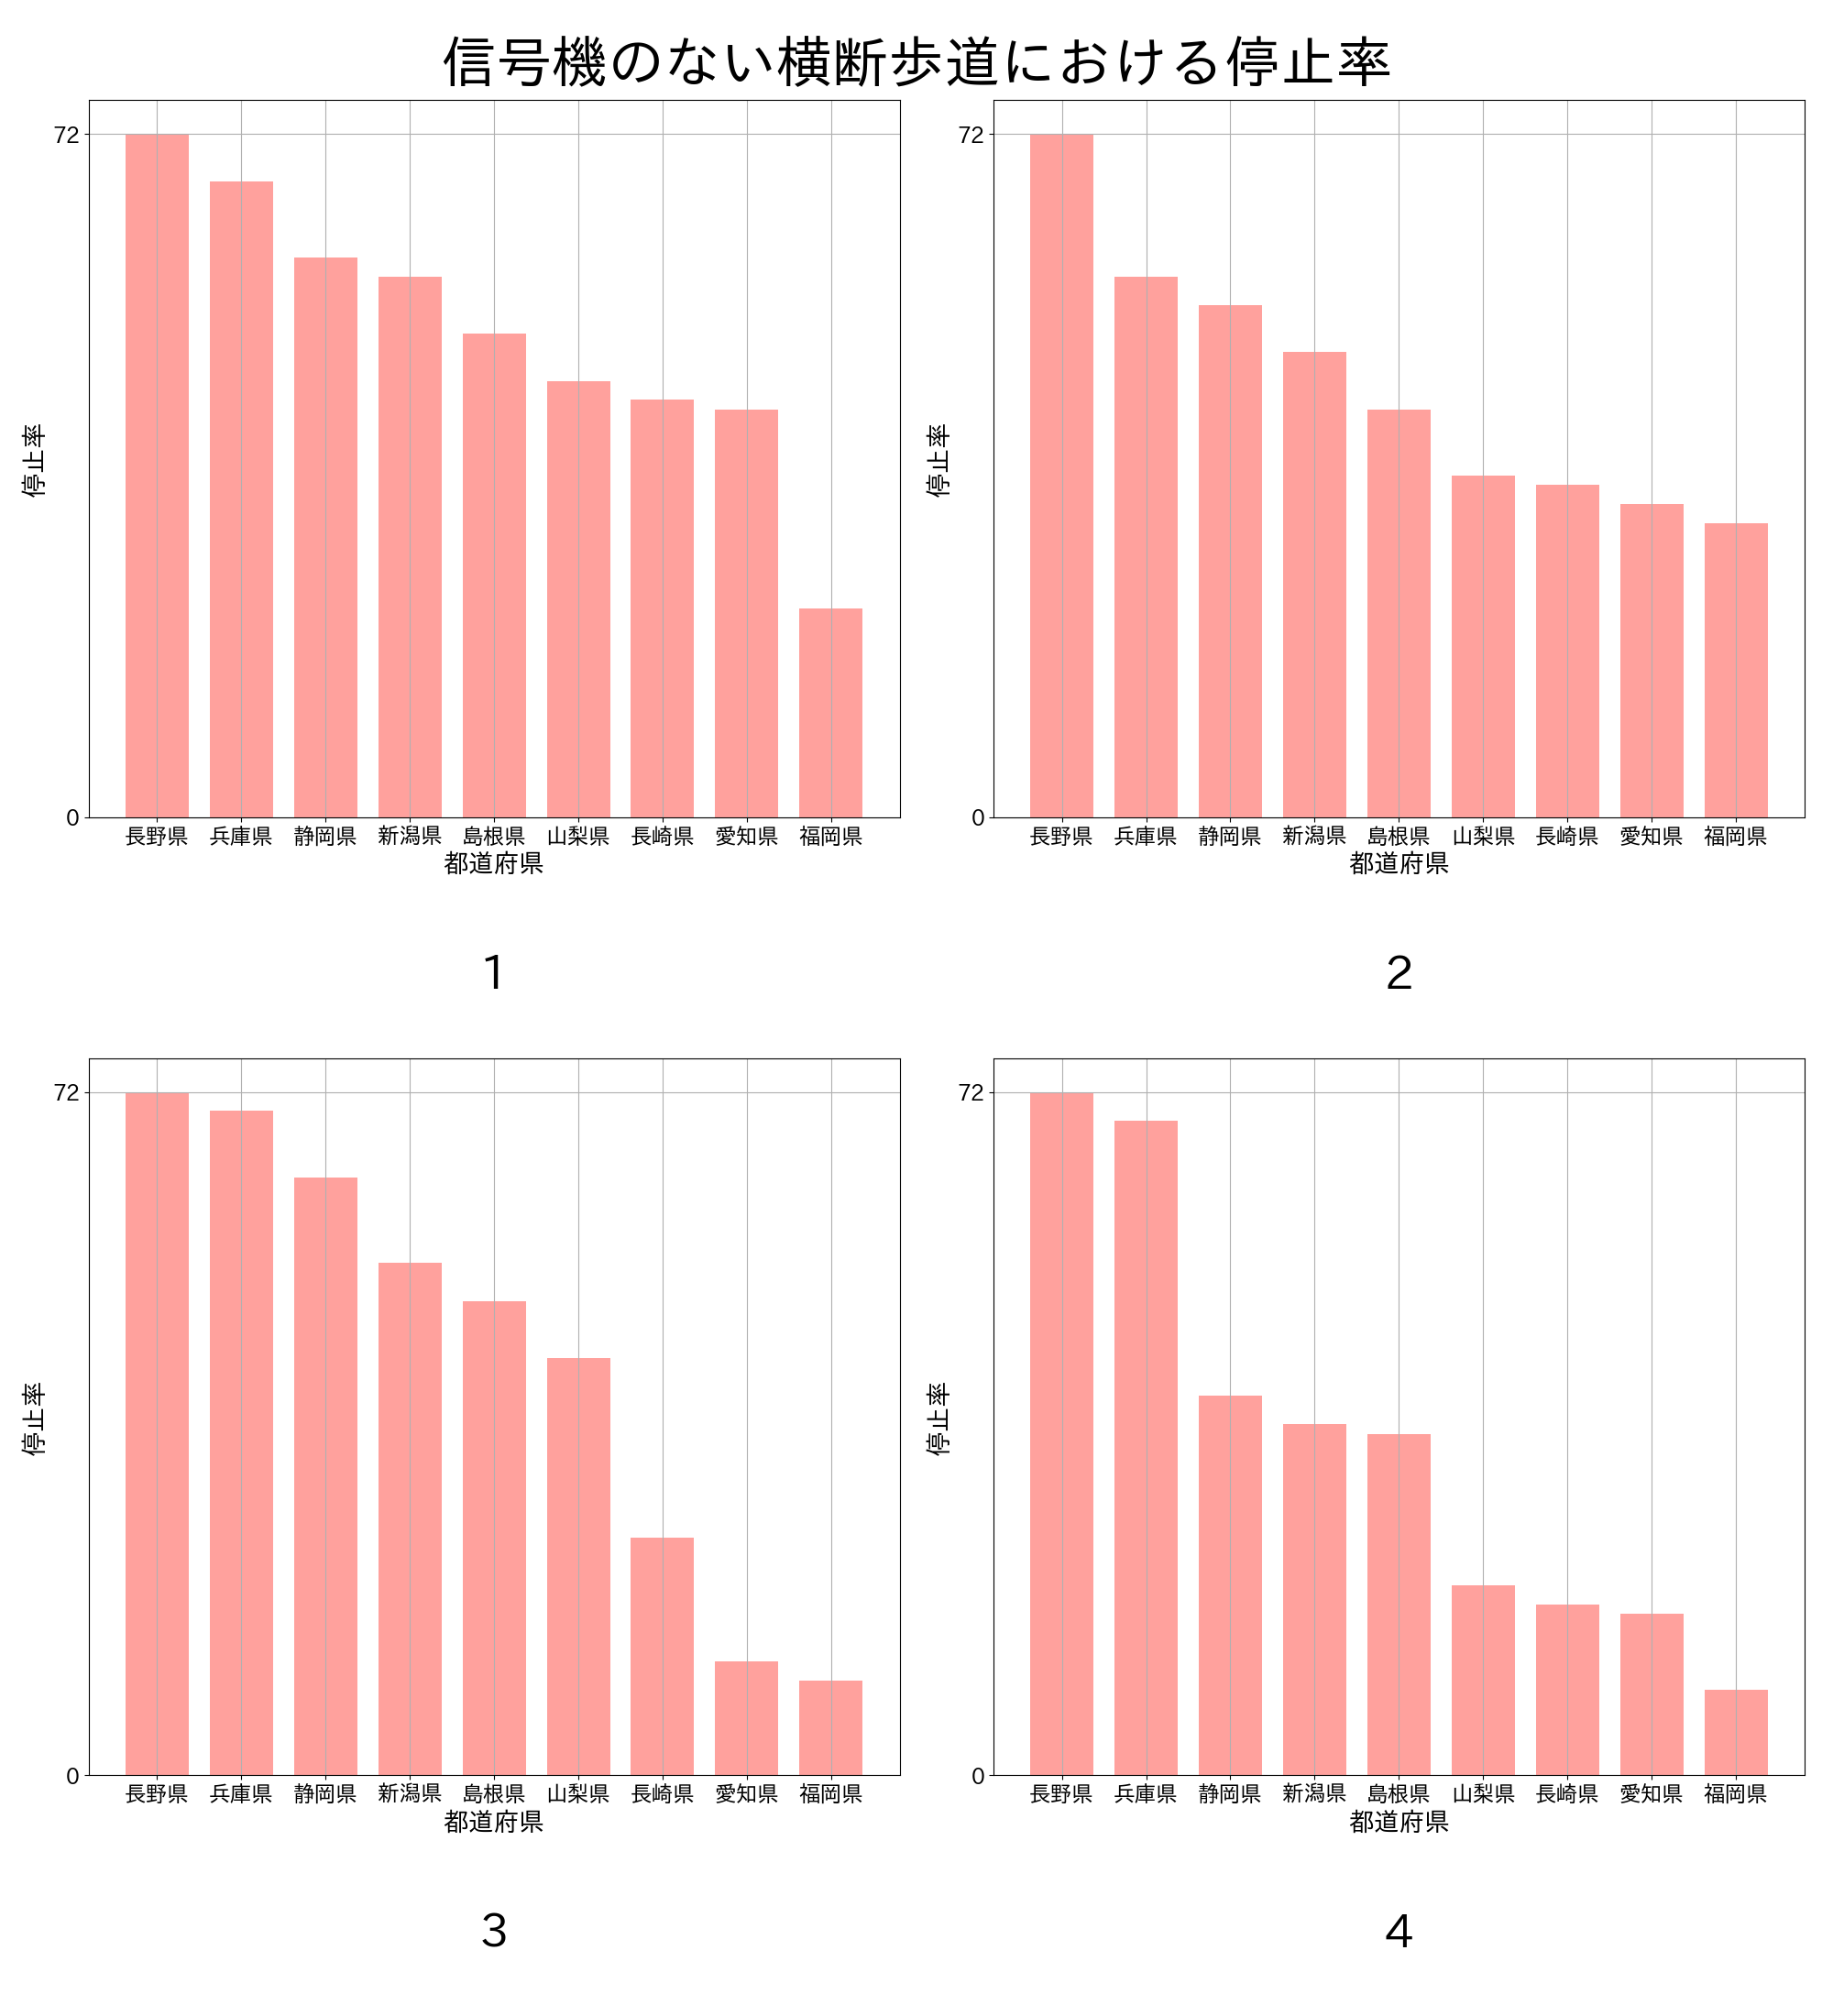 信号機のない横断歩道における停止率
72
0
停止率
長野県 兵庫県 静岡県 新潟県 島根県 山梨県 長崎県 愛知県 福岡県
都道府県
1
72
0
停止率
長野県 兵庫県 静岡県 新潟県 島根県 山梨県 長崎県 愛知県 福岡県
都道府県
2
72
0
停止率
長野県 兵庫県 静岡県 新潟県 島根県 山梨県 長崎県 愛知県 福岡県
都道府県
3
72
0
停止率
長野県 兵庫県 静岡県 新潟県 島根県 山梨県 長崎県 愛知県 福岡県
都道府県
4